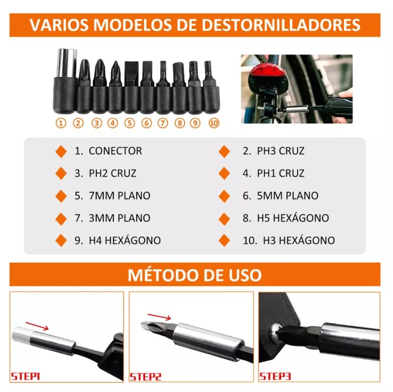 VARIOS MODELOS DE DESTORNILLADORES
① ② ③ ④ ⑤ ⑥ ⑦ ⑧ ⑨ ⑩
1. CONECTOR
2. PH3 CRUZ
3. PH2 CRUZ
4. PH1 CRUZ
5. 7MM PLANO
6. 5MM PLANO
7. 3MM PLANO
8. H5 HEXÁGONO
9. H4 HEXÁGONO
10. H3 HEXÁGONO
MÉTODO DE USO
STEP1
STEP2
STEP3